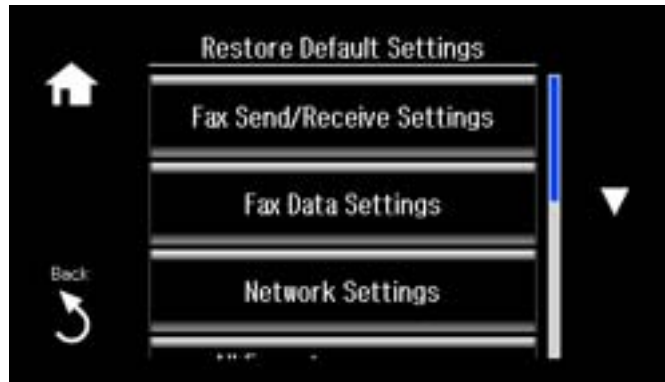 Restore Default Settings
Fax Send/Receive Settings
Fax Data Settings
Back
Network Settings